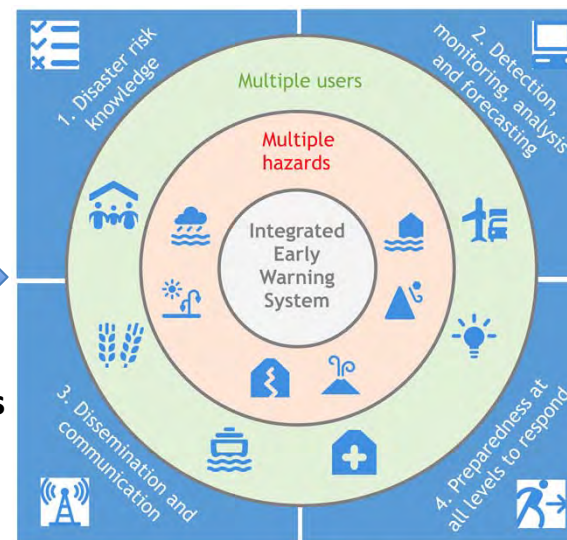 1. Disaster risk
knowledge
2. Detection,
monitoring, analysis
and forecasting
Multiple users
Multiple
hazards
Integrated
Early
Warning
System
s
3. Dissemination and
communication
4. Preparedness at
all levels to respond